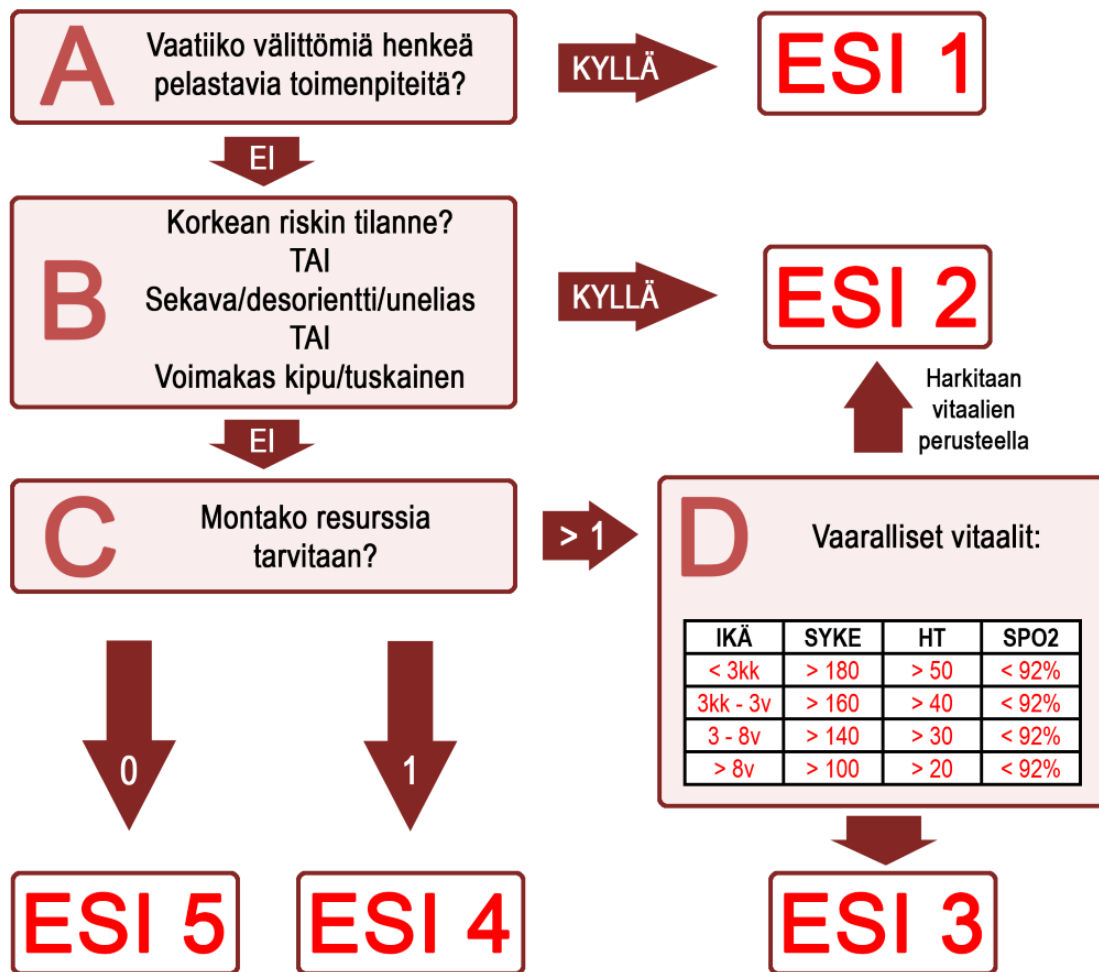 A
Vaatiiko välittömiä henkeä
pelastavia toimenpiteitä?
KYLLÄ
ESI 1
EI
B
Korkean riskin tilanne?
TAI
Sekava/desorientti/unelias
TAI
Voimakas kipu/tuskainen
KYLLÄ
ESI 2
Harkitaan
vitaalien
perusteella
EI
C
Montako resurssia
tarvitaan?
> 1
D
Vaaralliset vitaalit:
IKÄ SYKE HT SPO2
< 3kk > 180 > 50 < 92%
3kk - 3v > 160 > 40 < 92%
3 - 8v > 140 > 30 < 92%
> 8v > 100 > 20 < 92%
0
1
ESI 5
ESI 4
ESI 3